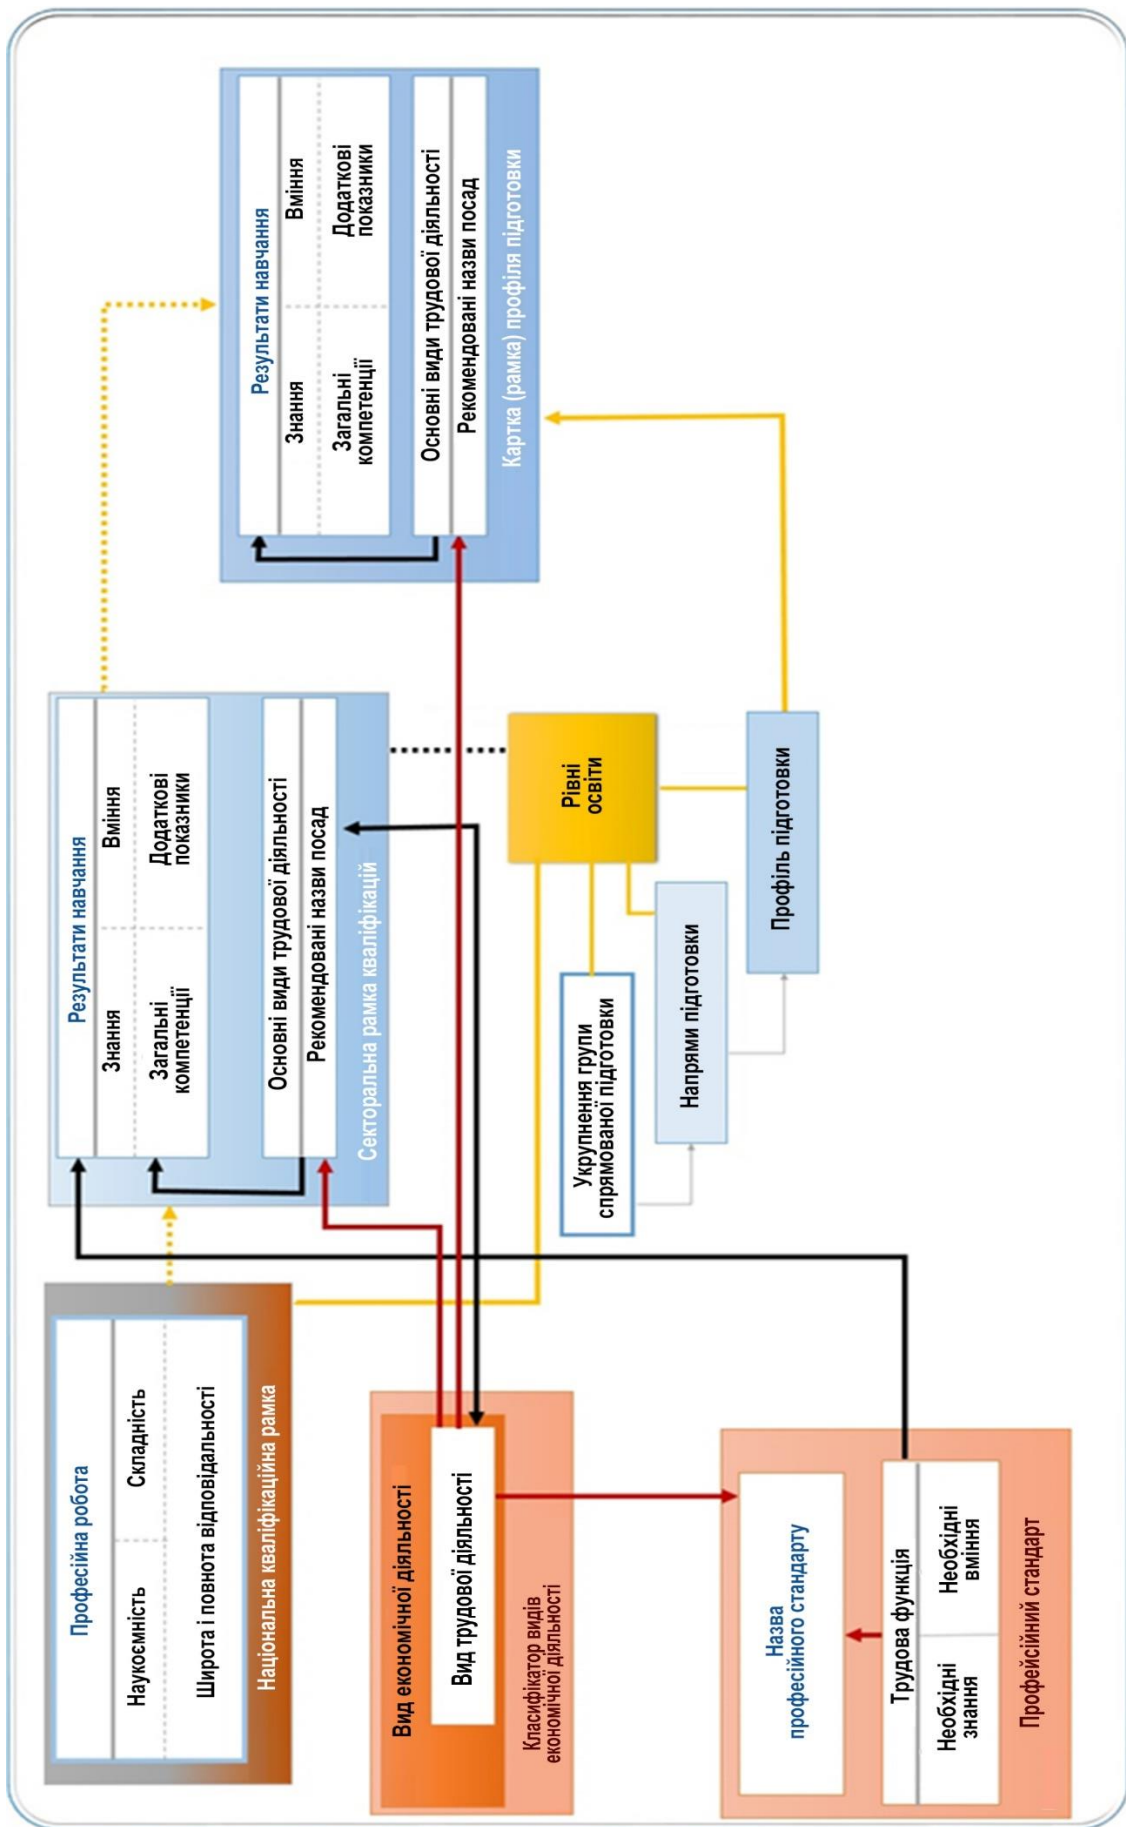 Професійна робота
Наукоємність
Складність
Широта і повнота відповідальності
Національна кваліфікаційна рамка
Результати навчання
Знання
Вміння
Загальні
компетенції
Додаткові
показники
Основні види трудової діяльності
Рекомендовані назви посад
Секторальна рамка кваліфікацій
Результати навчання
Знання
Вміння
Загальні
компетенції
Додаткові
показники
Основні види трудової діяльності
Рекомендовані назви посад
Картка (рамка) профіля підготовки
Вид економічної діяльності
Вид трудової діяльності
Класифікатор видів
економічної діяльності
Рівні
освіти
Укрупнення групи
спрямованої підготовки
Напрями підготовки
Профіль підготовки
Назва
професійного стандарту
Трудова функція
Необхідні
знання
Необхідні
вміння
Професійний стандарт